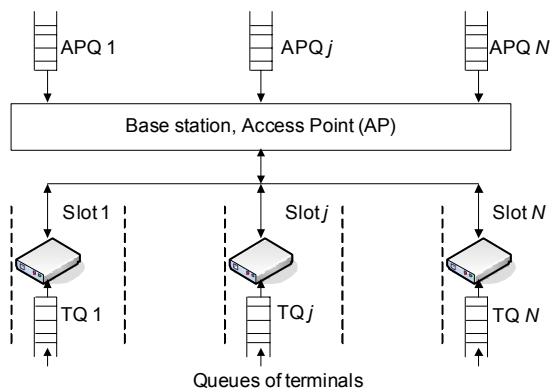 APQ 1 APQ j APQ N
Base station, Access Point (AP)
Slot 1 Slot j Slot N
TQ 1 TQ j TQ N
Queues of terminals